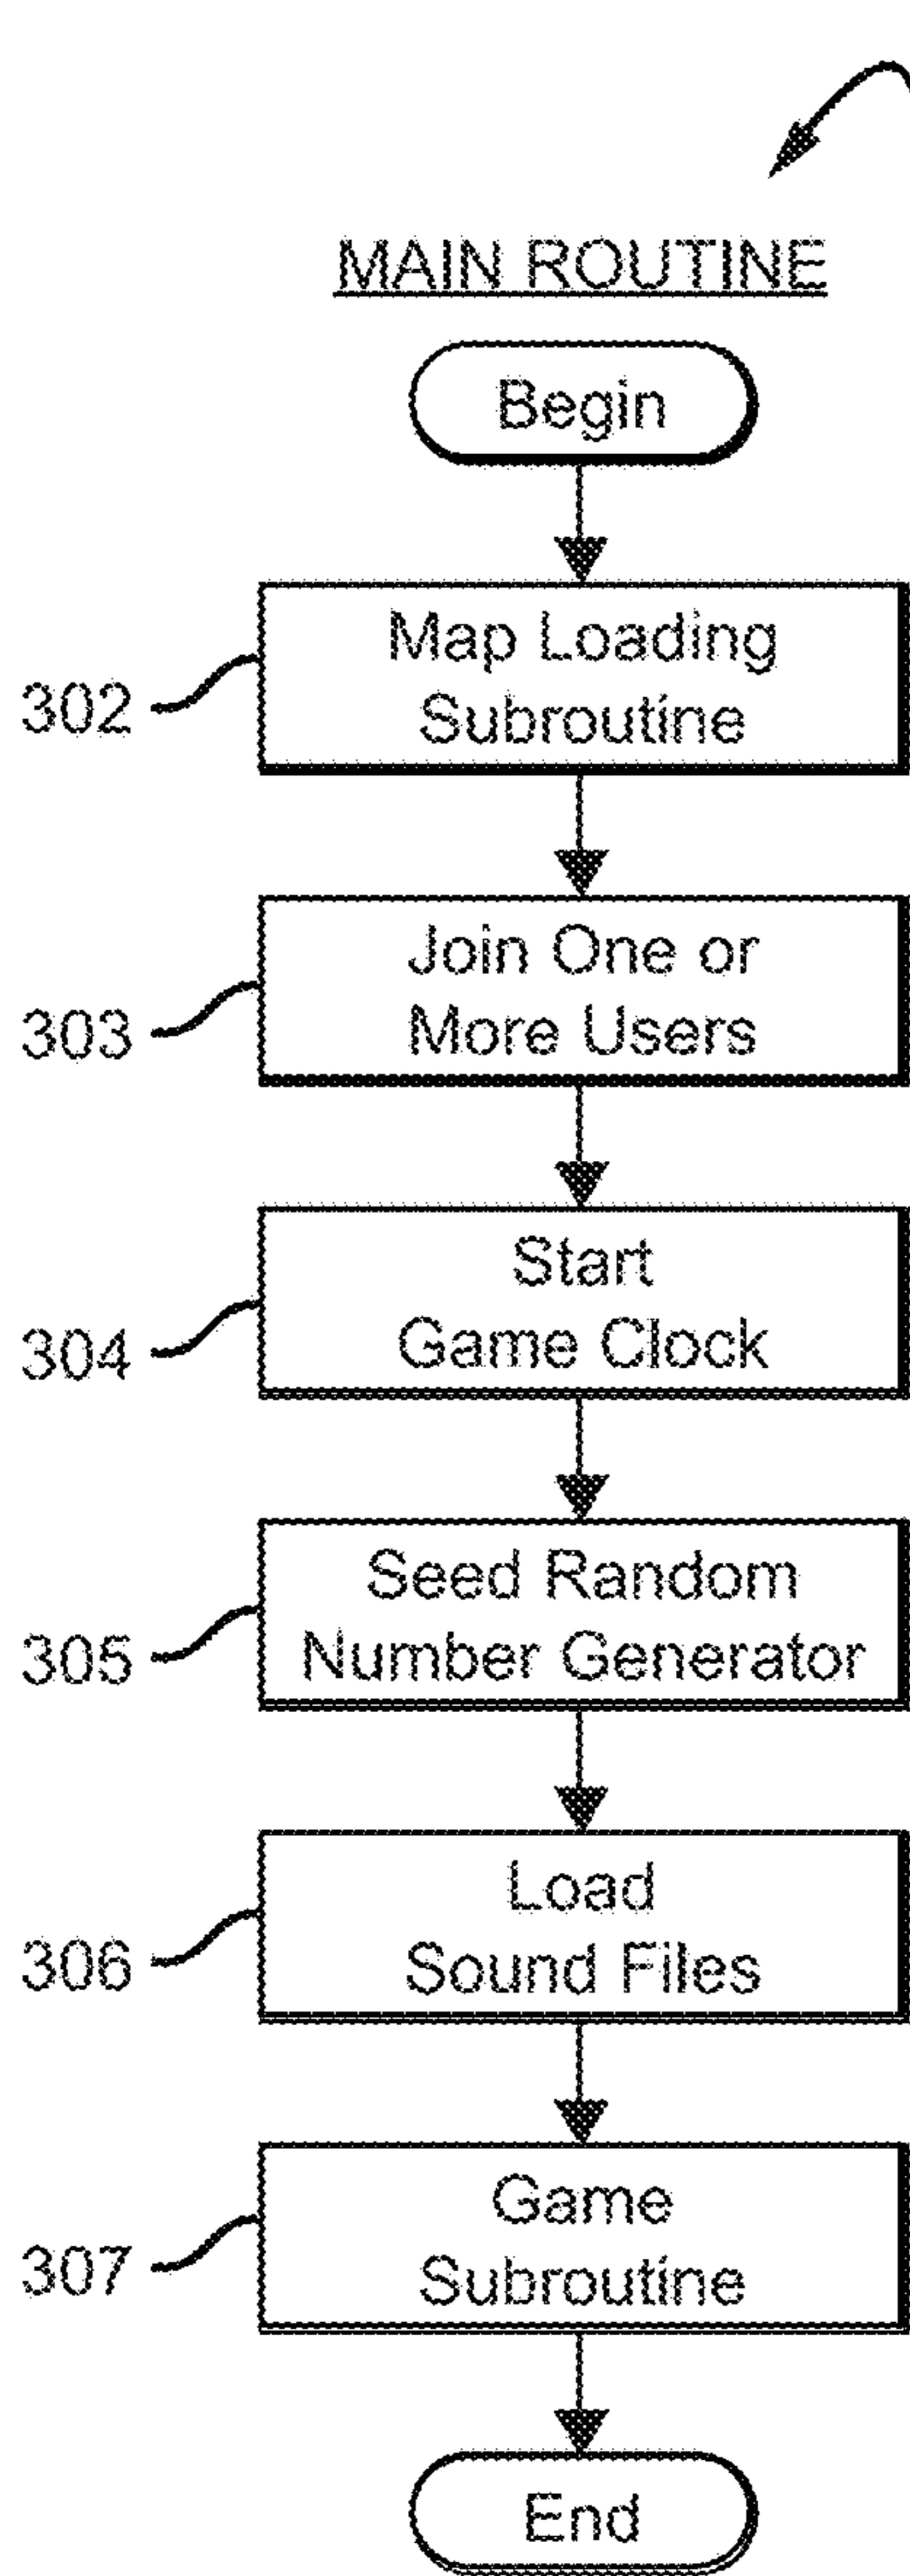 MAIN ROUTINE
Begin
302
Map Loading
Subroutine
303
Join One or
More Users
304
Start
Game Clock
305
Seed Random
Number Generator
306
Load
Sound Files
307
Game
Subroutine
End